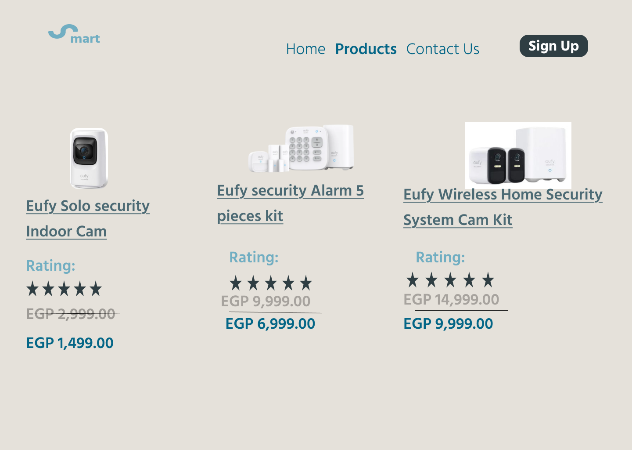 Smart
Home Products Contact Us
Sign Up
Eufy Solo security
Indoor Cam
Rating:
EGP 2,999.00
EGP 1,499.00
Eufy security Alarm 5
pieces kit
Rating:
EGP 9,999.00
EGP 6,999.00
Eufy Wireless Home Security
System Cam Kit
Rating:
EGP 14,999.00
EGP 9,999.00